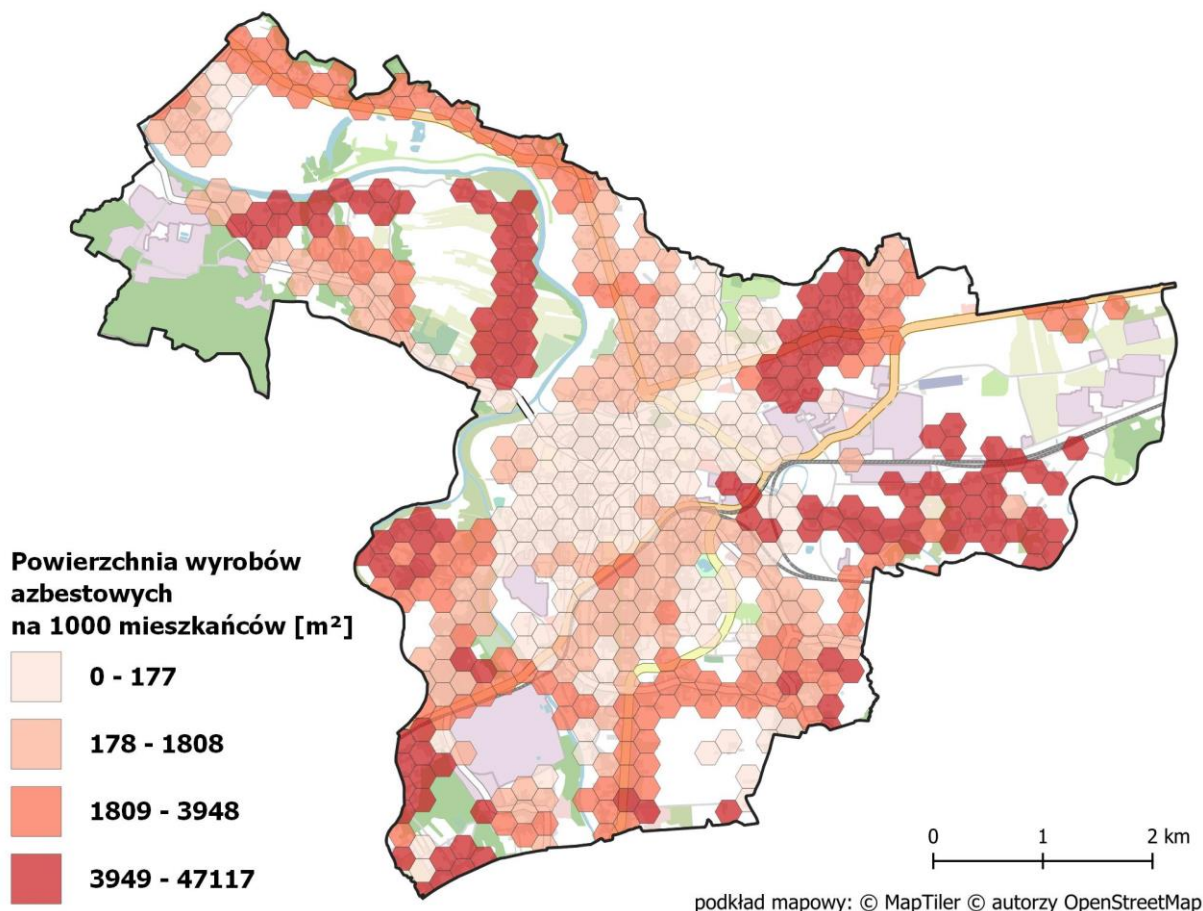 Powierzchnia wyrobów
azbestowych
na 1000 mieszkańców [m²]
0 - 177
178 - 1808
1809 - 3948
3949 - 47117
0 1 2 km
podkład mapowy: © MapTiler © autorzy OpenStreetMap